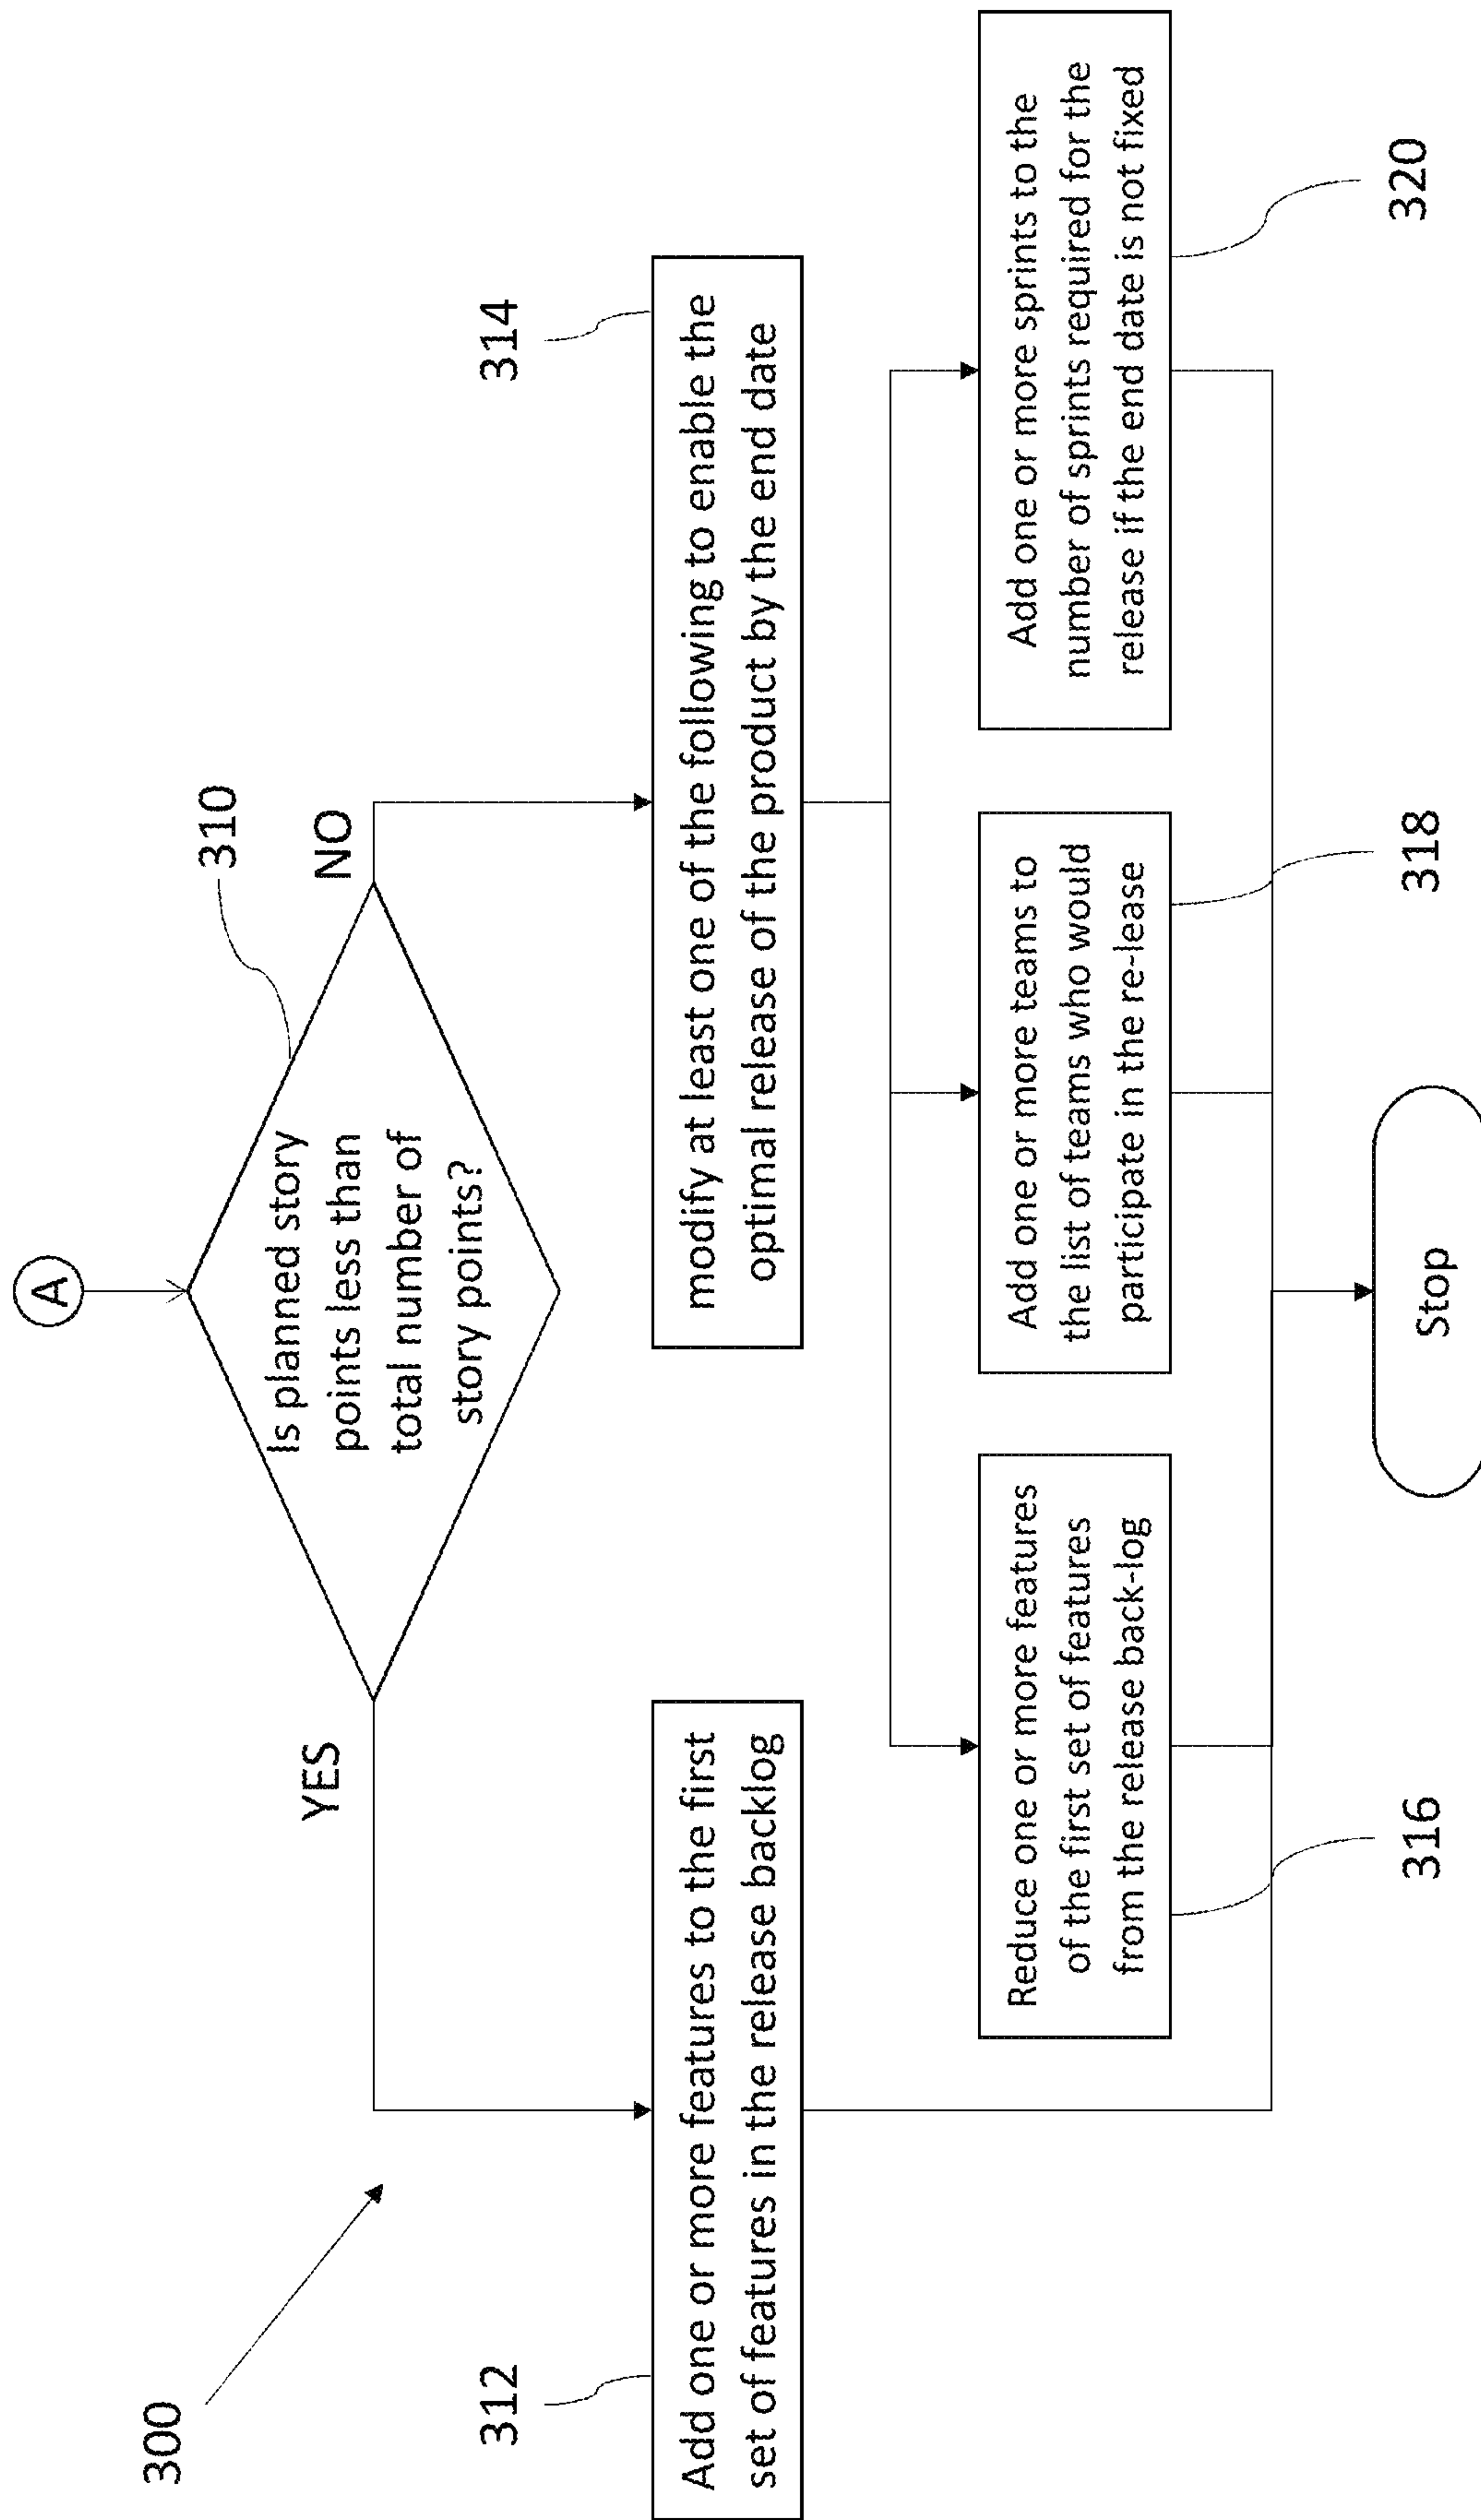 A
300
310
Is planned story
points less than
total number of
story points?
YES
NO
312
314
Add one or more features to the first
set of features in the release backlog
modify at least one of the following to enable the
optimal release of the product by the end date
Reduce one or more features
of the first set of features
from the release back-log
Add one or more teams to
the list of teams who would
participate in the re-lease
Add one or more sprints to the
number of sprints required for the
release if the end date is not fixed
316
318
320
Stop